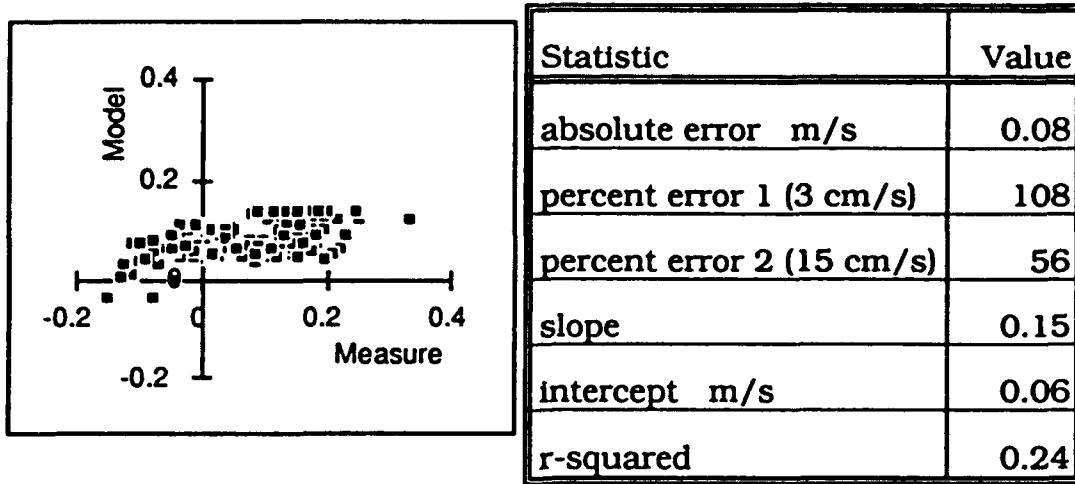 0.4
Model
0.2
-0.2
0
0.2
0.4
Measure
-0.2
Statistic Value
absolute error m/s 0.08
percent error 1 (3 cm/s) 108
percent error 2 (15 cm/s) 56
slope 0.15
intercept m/s 0.06
r-squared 0.24